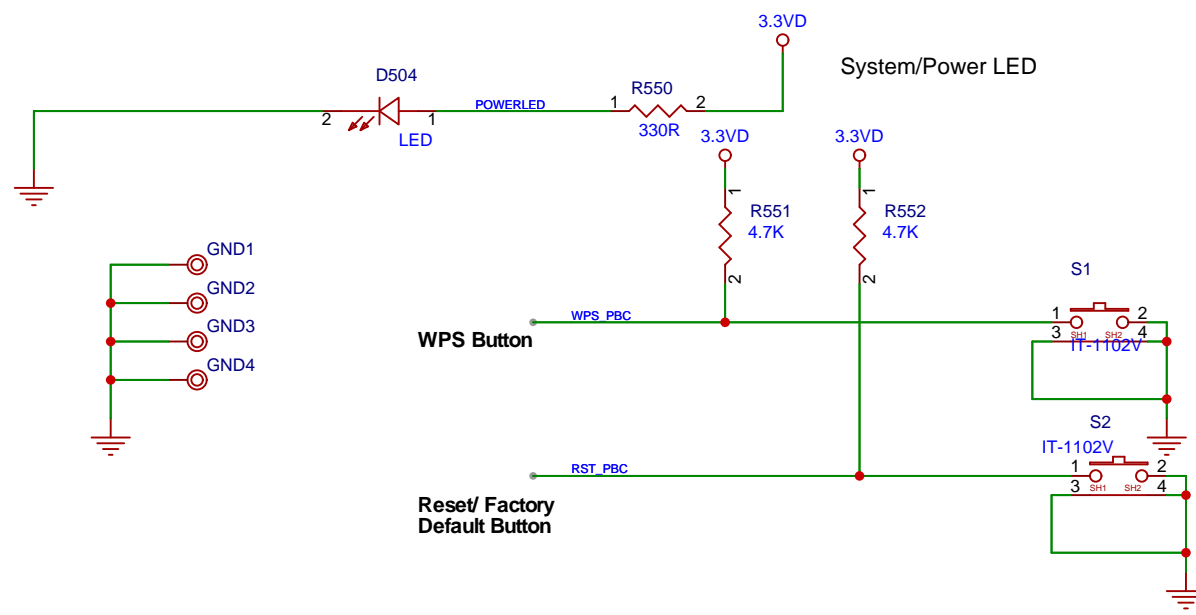 3.3VD
System/Power LED
D504
R550
2
1
POWERLED
1
2
LED
330R
3.3VD
3.3VD
1
1
R551
R552
4.7K
4.7K
2
2
GND1
GND2
GND3
GND4
S1
WPS_PBC
1
2
WPS Button
3
4
SH1
SH2
IT-1102V
S2
IT-1102V
RST_PBC
1
2
3
4
SH1
SH2
Reset/ Factory
Default Button